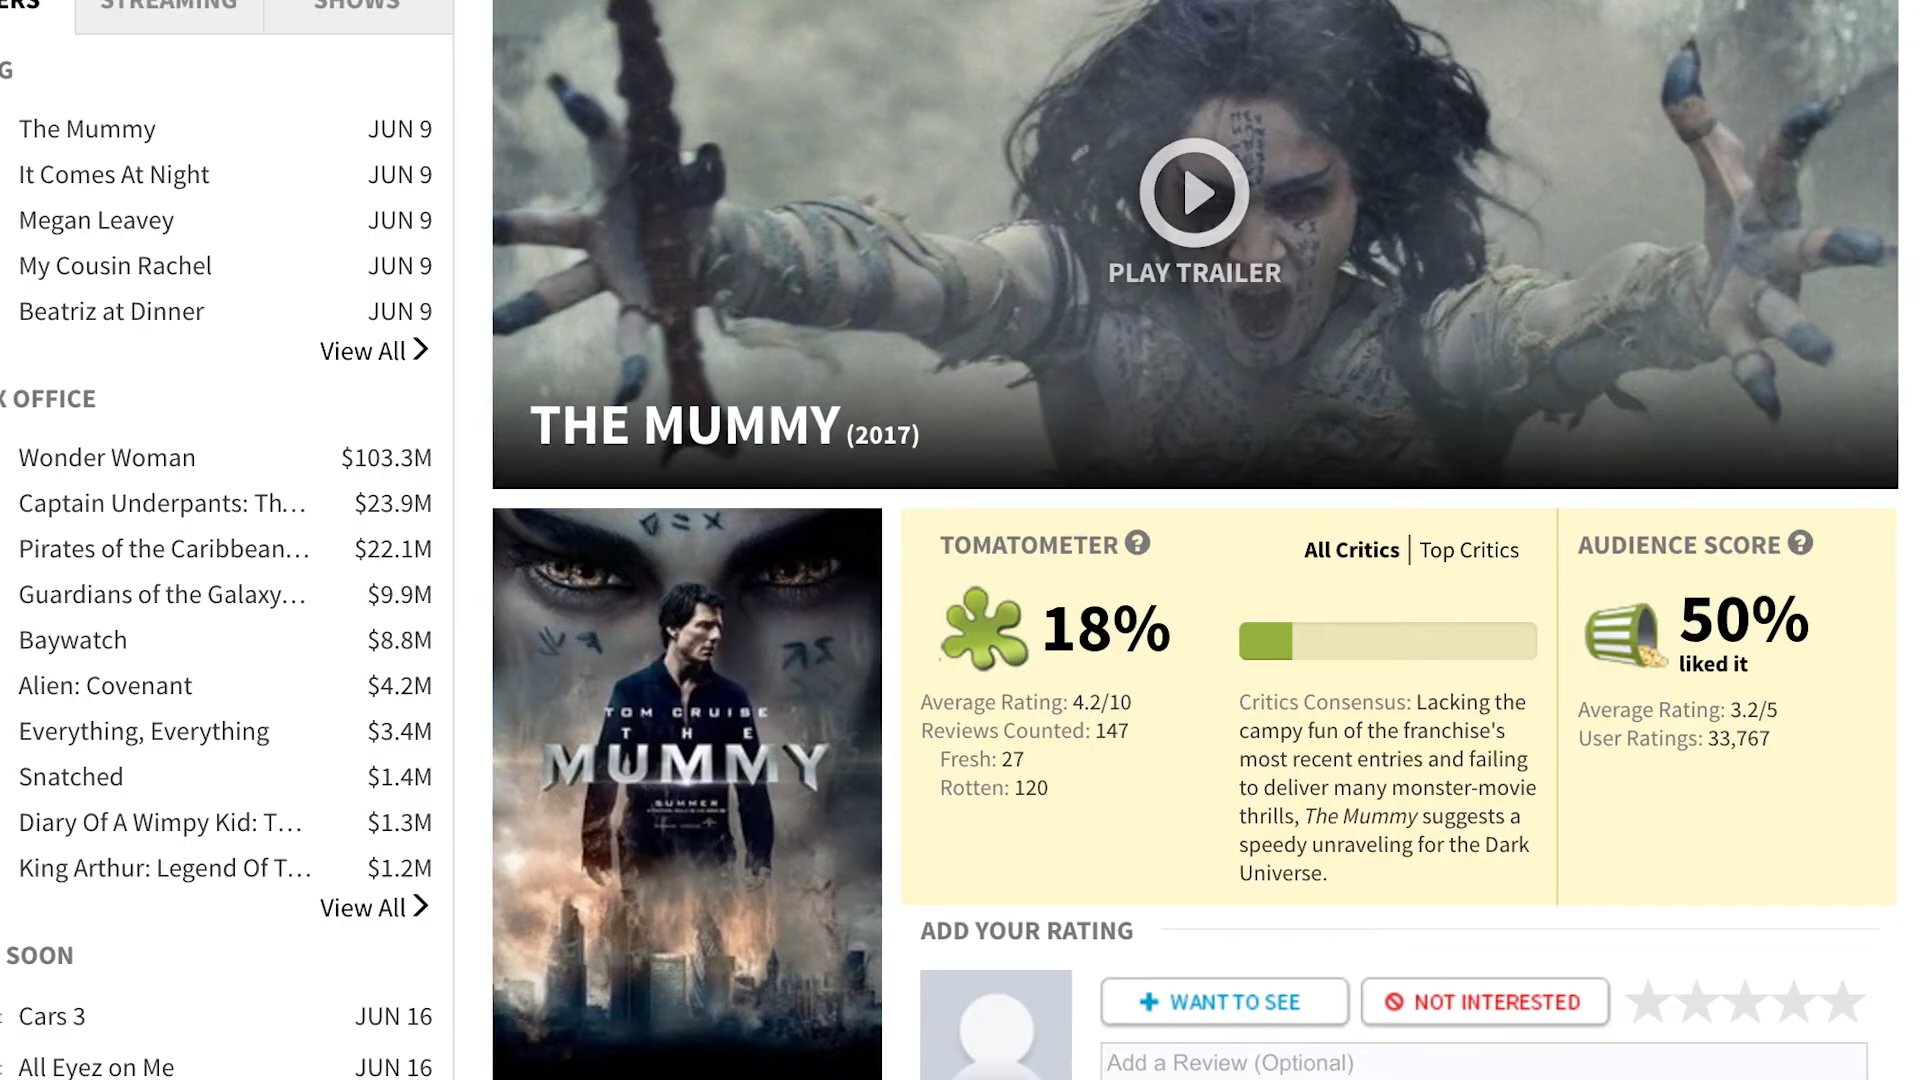 ERS STREAMING SHOWS
G
The Mummy JUN 9
It Comes At Night JUN 9
Megan Leavey JUN 9
My Cousin Rachel JUN 9
Beatriz at Dinner JUN 9
View All
X OFFICE
Wonder Woman $103.3M
Captain Underpants: Th... $23.9M
Pirates of the Caribbean... $22.1M
Guardians of the Galaxy... $9.9M
Baywatch $8.8M
Alien: Covenant $4.2M
Everything, Everything $3.4M
Snatched $1.4M
Diary Of A Wimpy Kid: T... $1.3M
King Arthur: Legend Of T... $1.2M
View All
SOON
Cars 3 JUN 16
All Eyez on Me JUN 16
PLAY TRAILER
THE MUMMY (2017)
TOM CRUISE
THE
MUMMY
SUMMER
TOMATOMETER ?
All Critics | Top Critics
18%
Average Rating: 4.2/10
Reviews Counted: 147
Fresh: 27
Rotten: 120
Critics Consensus: Lacking the
campy fun of the franchise's
most recent entries and failing
to deliver many monster-movie
thrills, The Mummy suggests a
speedy unraveling for the Dark
Universe.
AUDIENCE SCORE ?
50%
liked it
Average Rating: 3.2/5
User Ratings: 33,767
ADD YOUR RATING
WANT TO SEE
NOT INTERESTED
Add a Review (Optional)